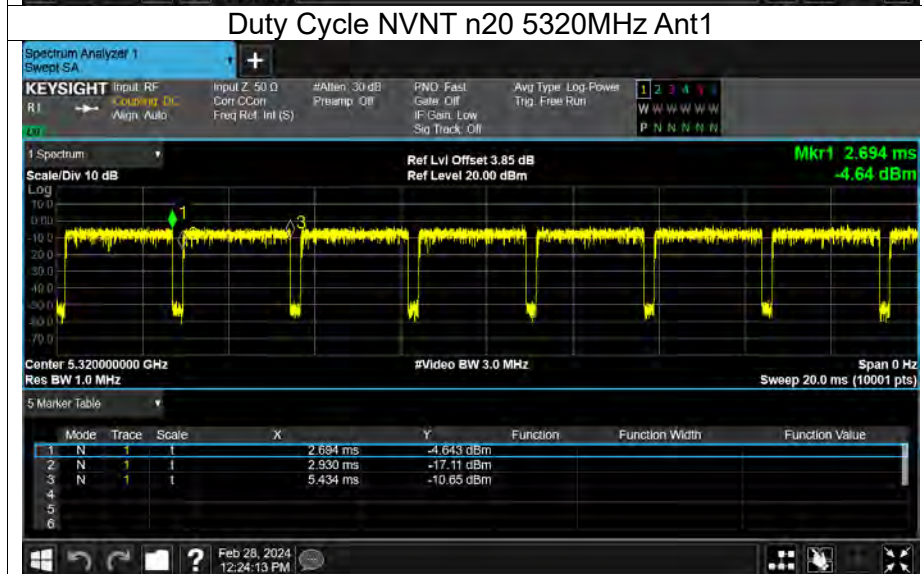 Duty Cycle NVNT n20 5320MHz Ant1
Spectrum Analyzer 1
Swept SA
+
KEYSIGHT Input: RF Input Z: 50 Ω #Atten: 30 dB PNO: Fast Avg Type: Log-Power 1 2 3 4 5 6
Coupling: DC Corr CCorr Preamp: Off Gate: Off Trig: Free Run W W W W W W
Align: Auto Freq Ref: Int (S) IF Gain: Low
Sig Track: Off P N N N N N
1 Spectrum
Ref Lvl Offset 3.85 dB Mkr1 2.694 ms
Scale/Div 10 dB Ref Level 20.00 dBm -4.64 dBm
Log
10.0
0.00
-10.0
-20.0
-30.0
-40.0
-50.0
-60.0
-70.0
1
3
Center 5.320000000 GHz #Video BW 3.0 MHz Span 0 Hz
Res BW 1.0 MHz Sweep 20.0 ms (10001 pts)
5 Marker Table
Mode Trace Scale X Y Function Function Width Function Value
1 N 1 t 2.694 ms -4.643 dBm
2 N 1 t 2.930 ms -17.11 dBm
3 N 1 t 5.434 ms -10.65 dBm
4
5
6
? Feb 28, 2024
12:24:13 PM